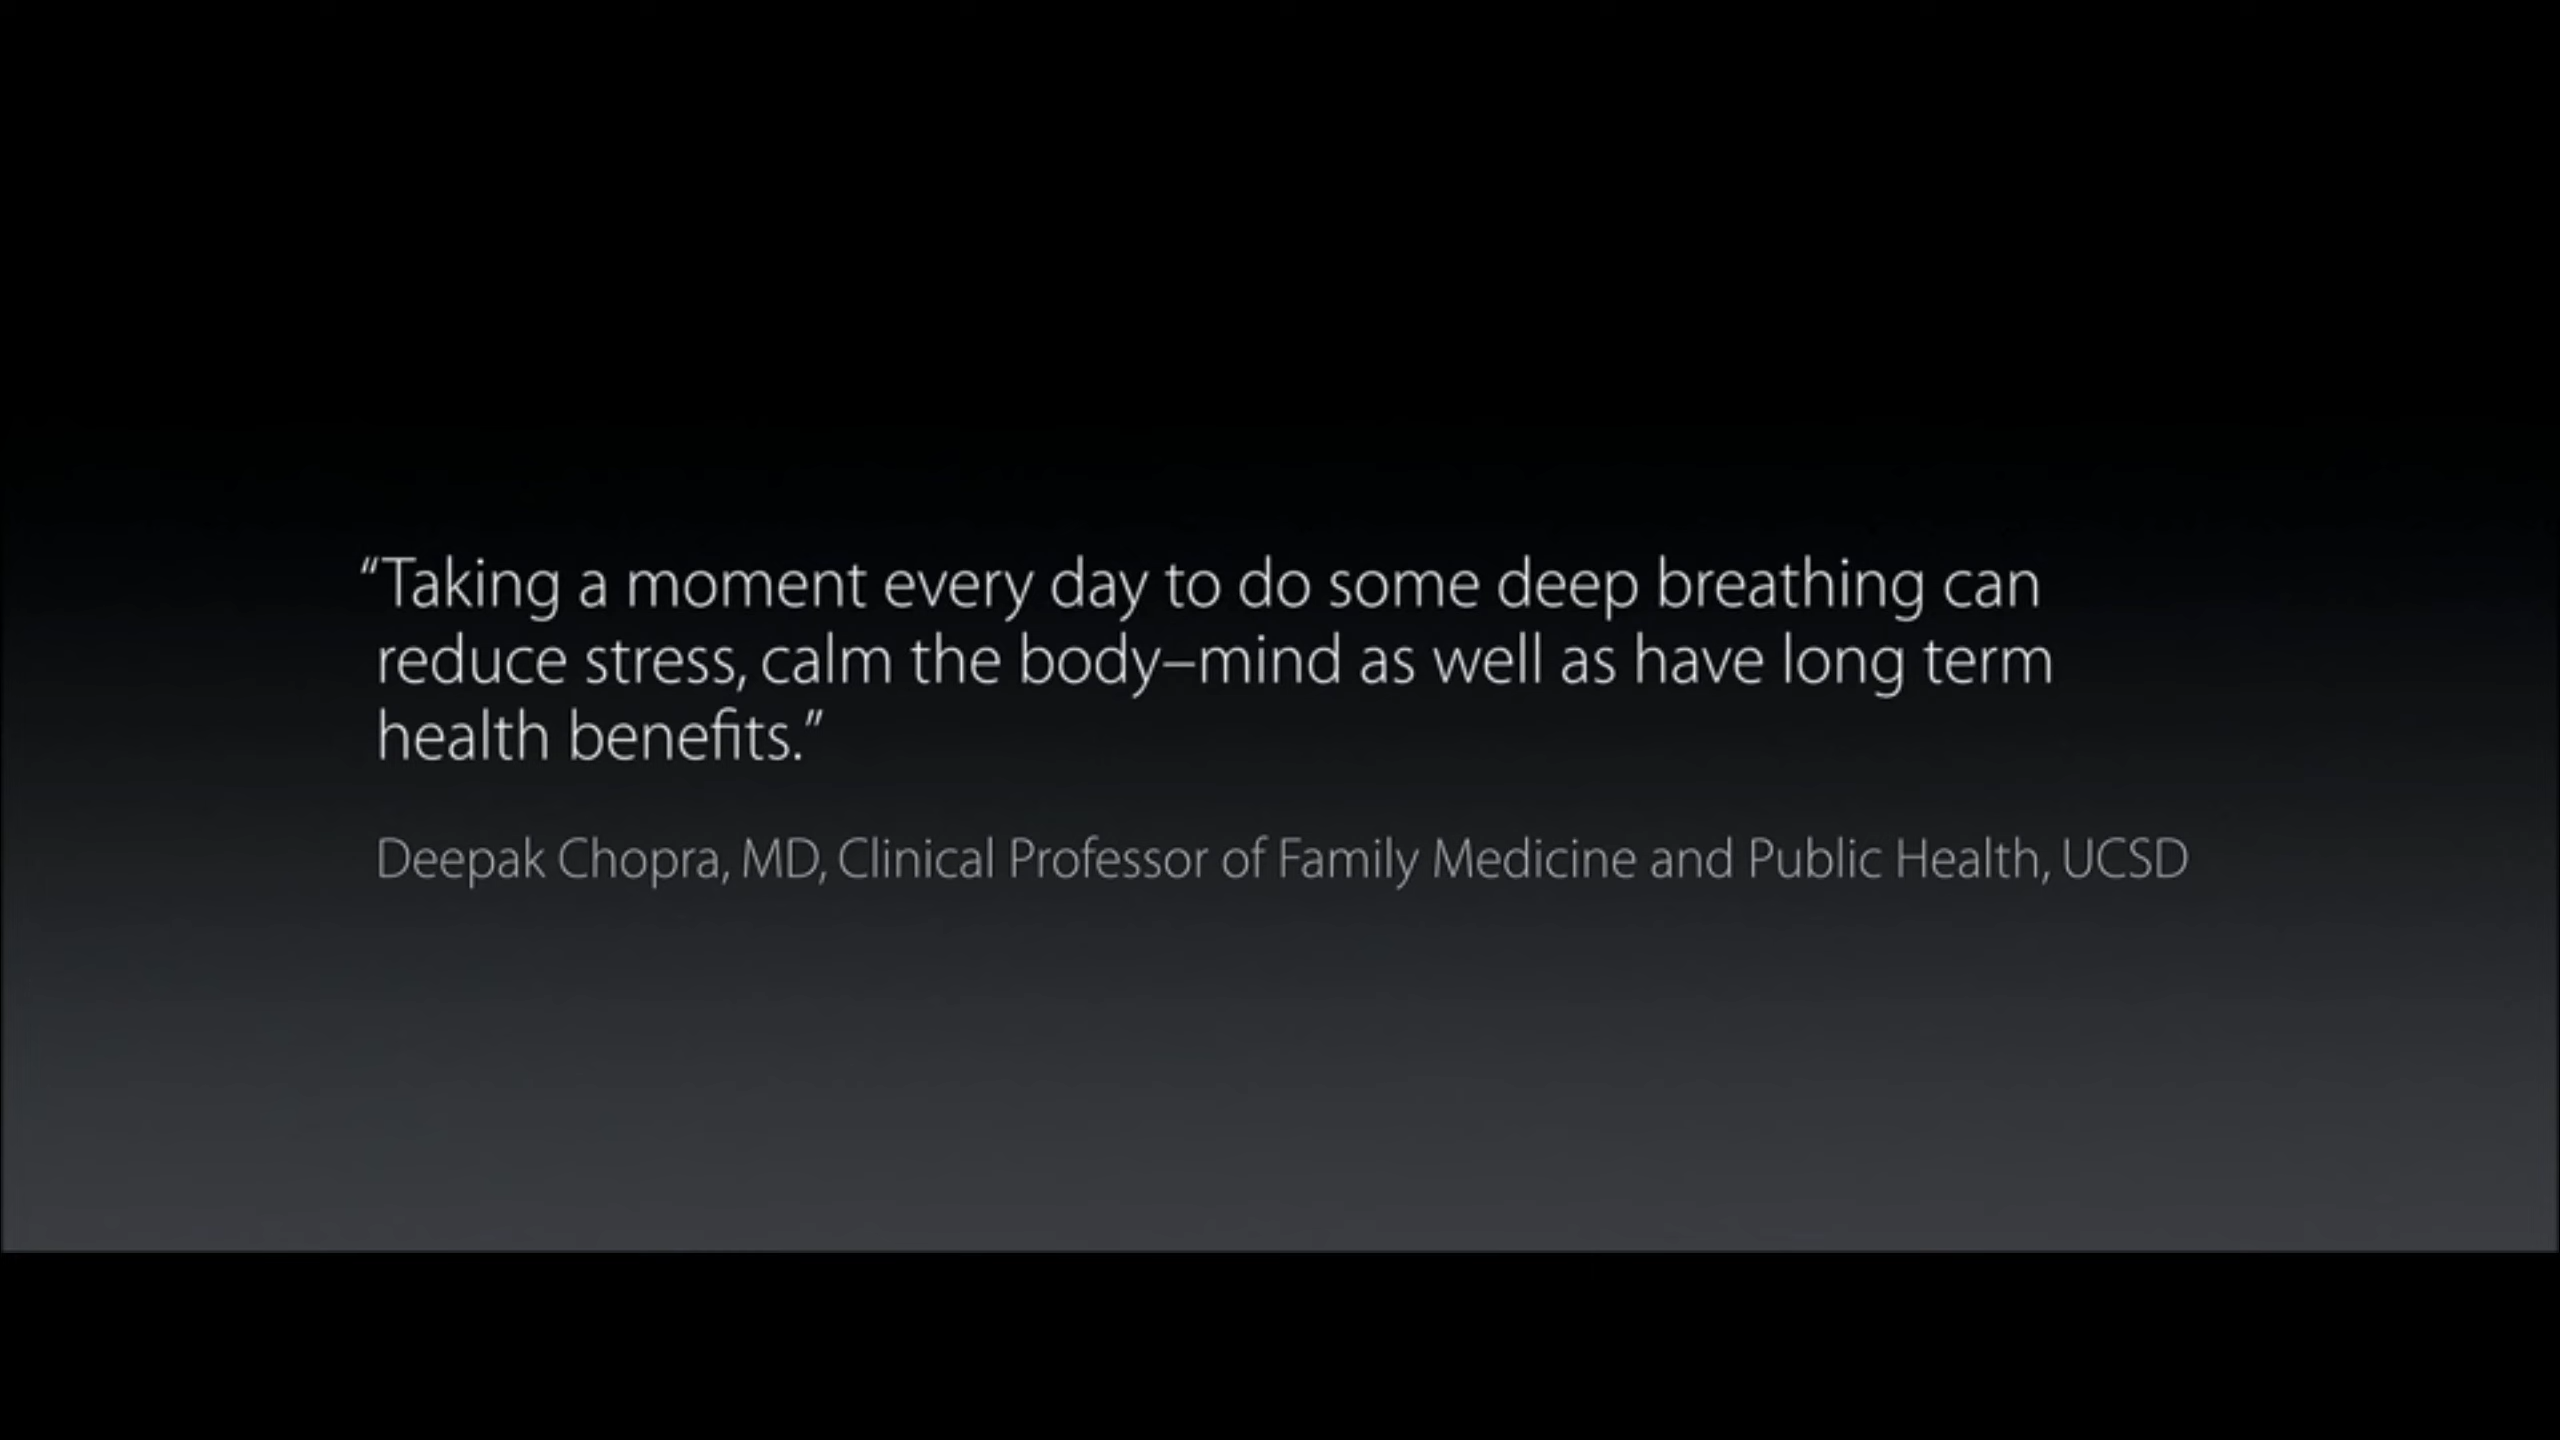 “Taking a moment every day to do some deep breathing can
reduce stress, calm the body–mind as well as have long term
health benefits.”
Deepak Chopra, MD, Clinical Professor of Family Medicine and Public Health, UCSD